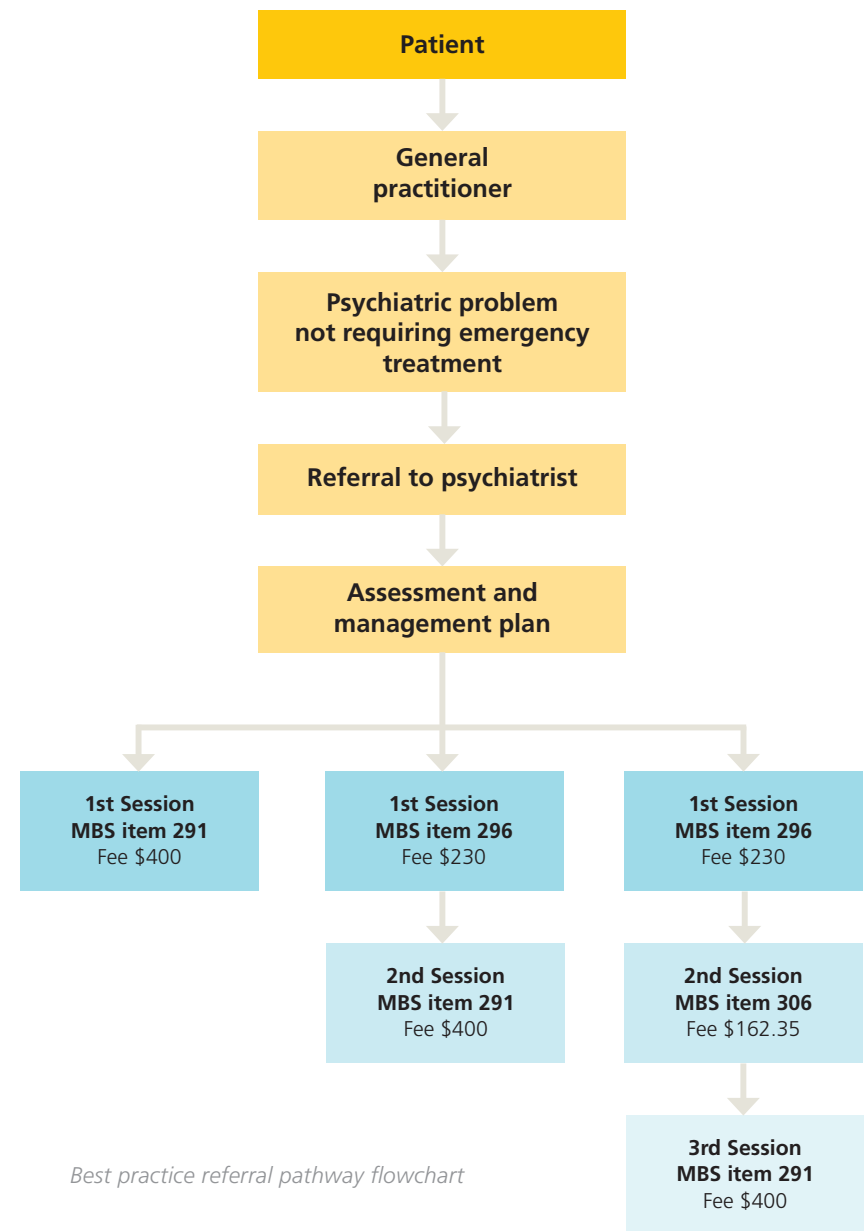 Patient
General
practitioner
Psychiatric problem
not requiring emergency
treatment
Referral to psychiatrist
Assessment and
management plan
1st Session
MBS item 291
Fee $400
1st Session
MBS item 296
Fee $230
1st Session
MBS item 296
Fee $230
2nd Session
MBS item 291
Fee $400
2nd Session
MBS item 306
Fee $162.35
3rd Session
MBS item 291
Fee $400
Best practice referral pathway flowchart